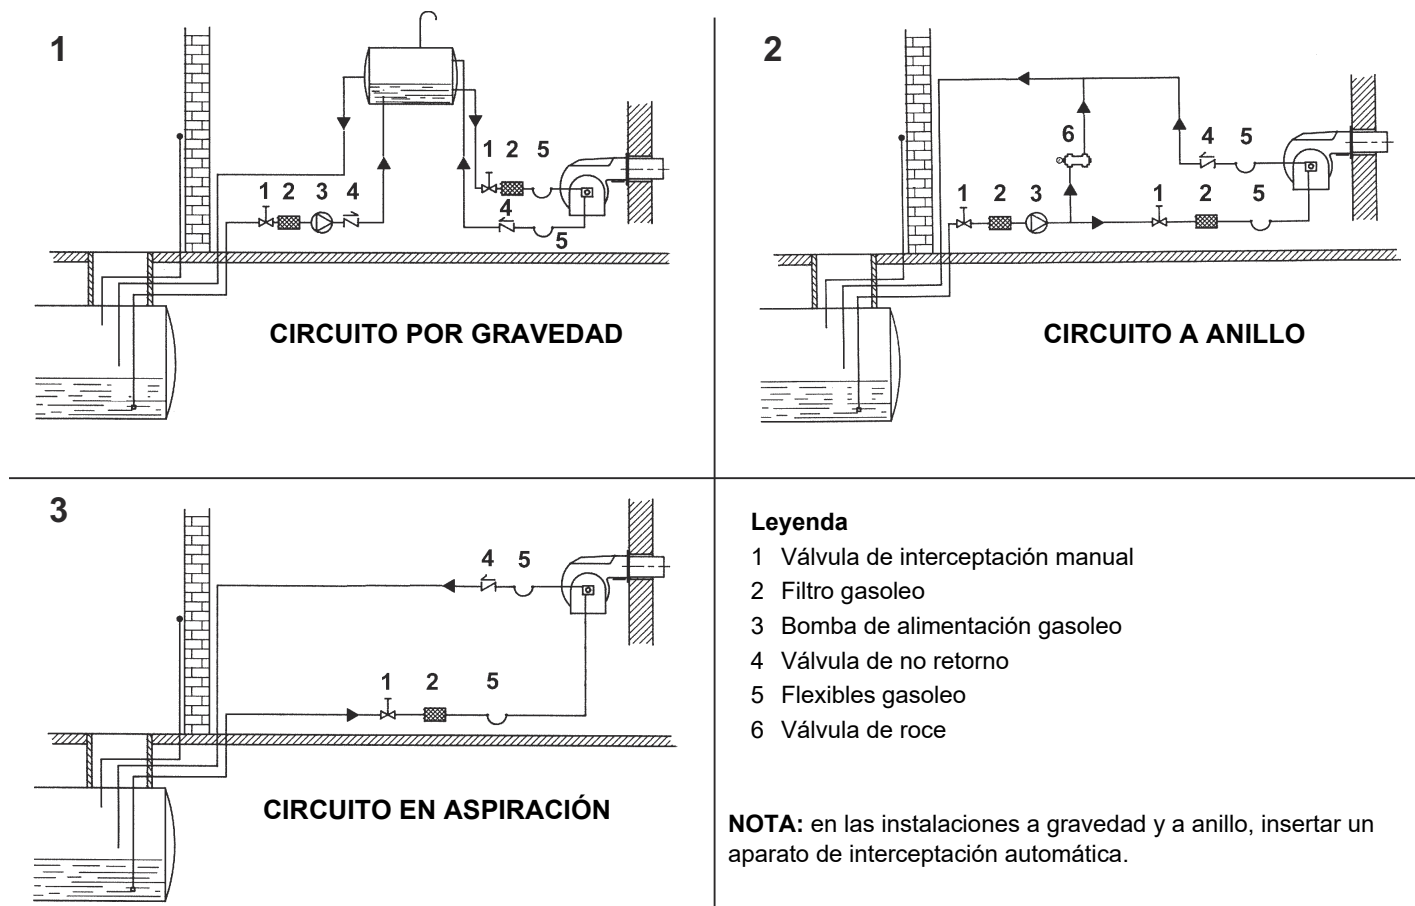 1
1 2 5
1 2 3 4
4
5
CIRCUITO POR GRAVEDAD
2
6
4 5
1 2 3
1 2 5
CIRCUITO A ANILLO
3
4 5
1 2 5
CIRCUITO EN ASPIRACIÓN
Leyenda
1 Válvula de interceptación manual
2 Filtro gasoleo
3 Bomba de alimentación gasoleo
4 Válvula de no retorno
5 Flexibles gasoleo
6 Válvula de roce
NOTA: en las instalaciones a gravedad y a anillo, insertar un
aparato de interceptación automática.